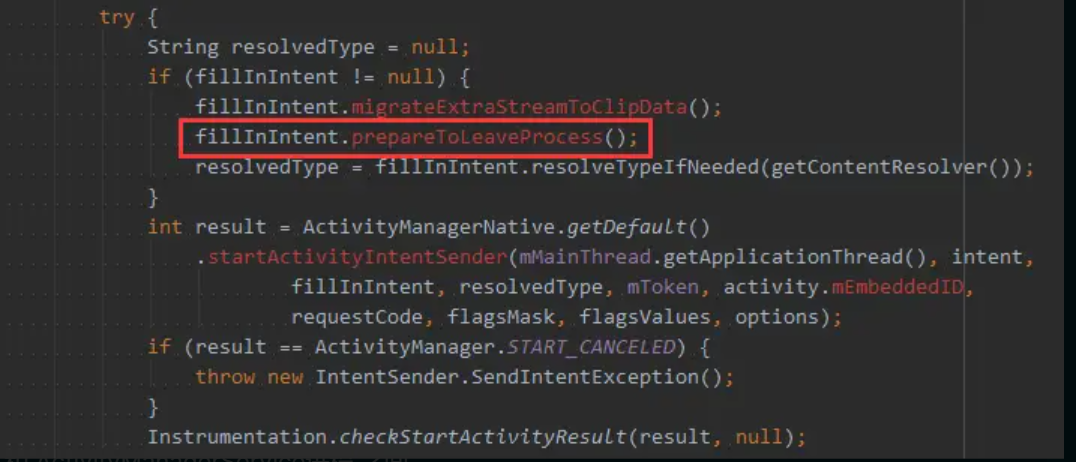 try {
String resolvedType = null;
if (fillInIntent != null) {
fillInIntent.migrateExtraStreamToClipData();
fillInIntent.prepareToLeaveProcess();
resolvedType = fillInIntent.resolveTypeIfNeeded(getContentResolver());
}
int result = ActivityManagerNative.getDefault()
.startActivityIntentSender(mMainThread.getApplicationThread(), intent,
fillInIntent, resolvedType, mToken, activity.mEmbeddedID,
requestCode, flagsMask, flagsValues, options);
if (result == ActivityManager.START_CANCELED) {
throw new IntentSender.SendIntentException();
}
Instrumentation.checkStartActivityResult(result, null);